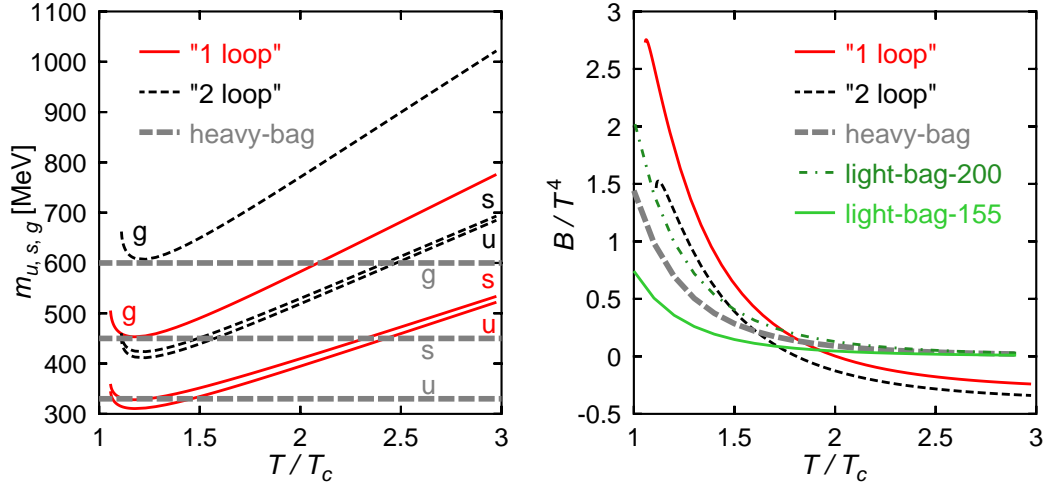 1100
1000
900
800
700
600
500
400
300
m_{u, s, g} [MeV]
"1 loop"
"2 loop"
heavy-bag
g
s
u
g
s
g
u
s
u
1
1.5
2
2.5
3
T / T_c
3
2.5
2
1.5
1
0.5
0
-0.5
B / T^4
"1 loop"
"2 loop"
heavy-bag
light-bag-200
light-bag-155
1
1.5
2
2.5
3
T / T_c